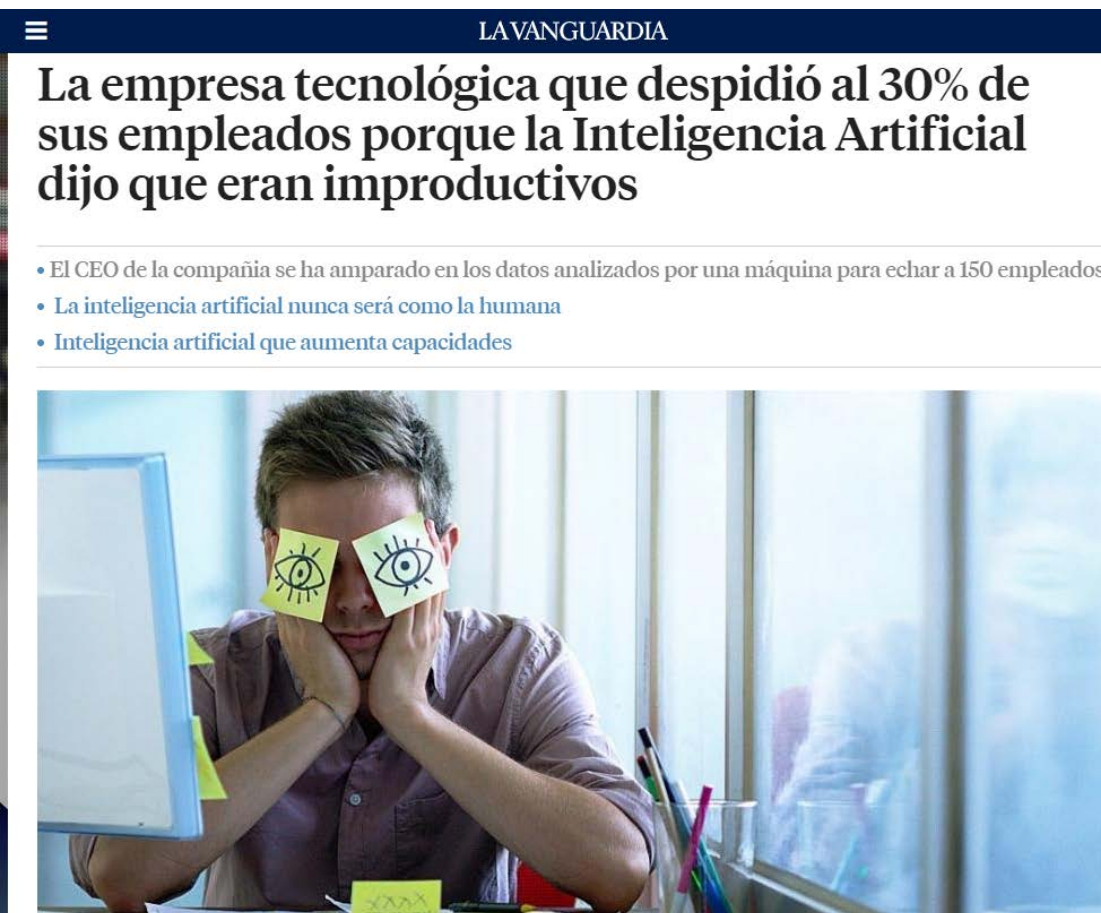 LA VANGUARDIA
La empresa tecnológica que despidió al 30% de
sus empleados porque la Inteligencia Artificial
dijo que eran improductivos
• El CEO de la compañia se ha amparado en los datos analizados por una máquina para echar a 150 empleados
• La inteligencia artificial nunca será como la humana
• Inteligencia artificial que aumenta capacidades